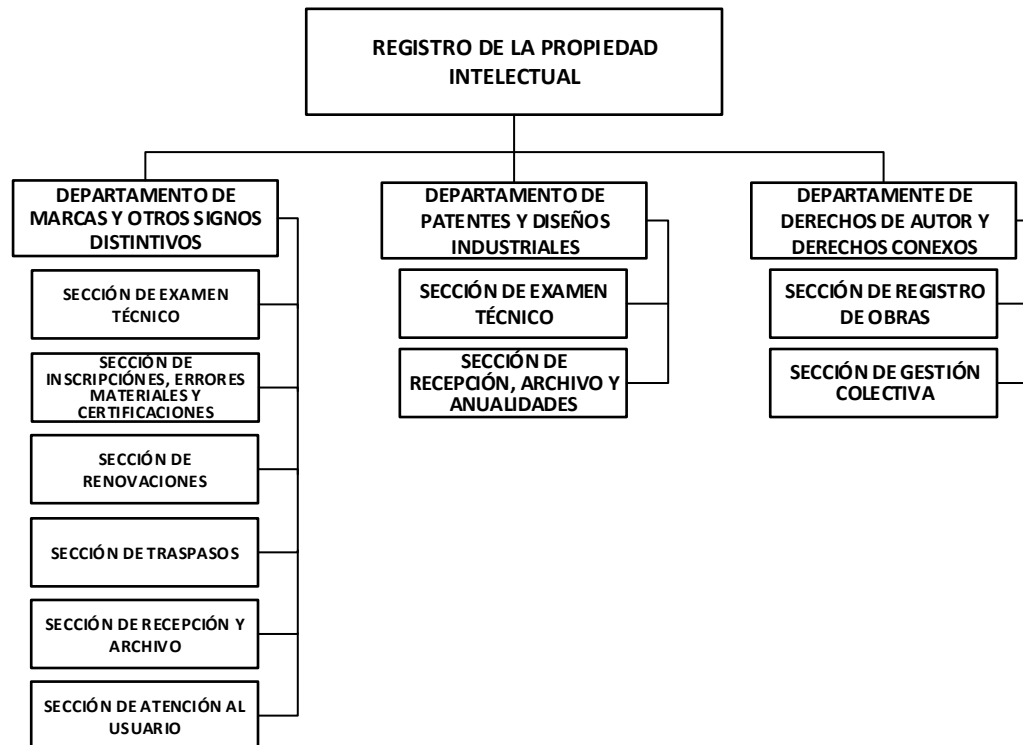 REGISTRO DE LA PROPIEDAD
INTELECTUAL
DEPARTAMENTO DE
MARCAS Y OTROS SIGNOS
DISTINTIVOS
SECCIÓN DE EXAMEN
TÉCNICO
SECCIÓN DE
INSCRIPCIÓNES, ERRORES
MATERIALES Y
CERTIFICACIONES
SECCIÓN DE
RENOVACIONES
SECCIÓN DE TRASPASOS
SECCIÓN DE RECEPCIÓN Y
ARCHIVO
SECCIÓN DE ATENCIÓN AL
USUARIO
DEPARTAMENTO DE
PATENTES Y DISEÑOS
INDUSTRIALES
SECCIÓN DE EXAMEN
TÉCNICO
SECCIÓN DE
RECEPCIÓN, ARCHIVO Y
ANUALIDADES
DEPARTAMENTE DE
DERECHOS DE AUTOR Y
DERECHOS CONEXOS
SECCIÓN DE REGISTRO
DE OBRAS
SECCIÓN DE GESTIÓN
COLECTIVA